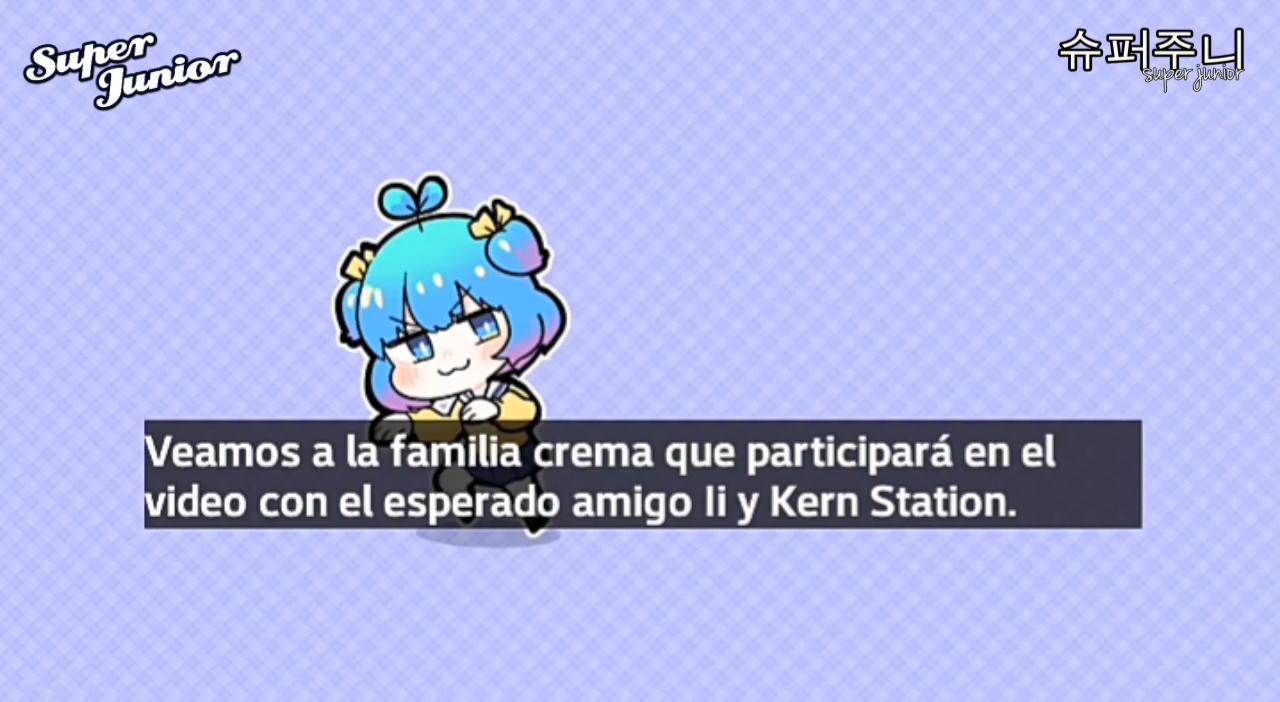 Super
Junior
슈퍼주니
super junior
Veamos a la familia crema que participará en el
video con el esperado amigo Ii y Kern Station.